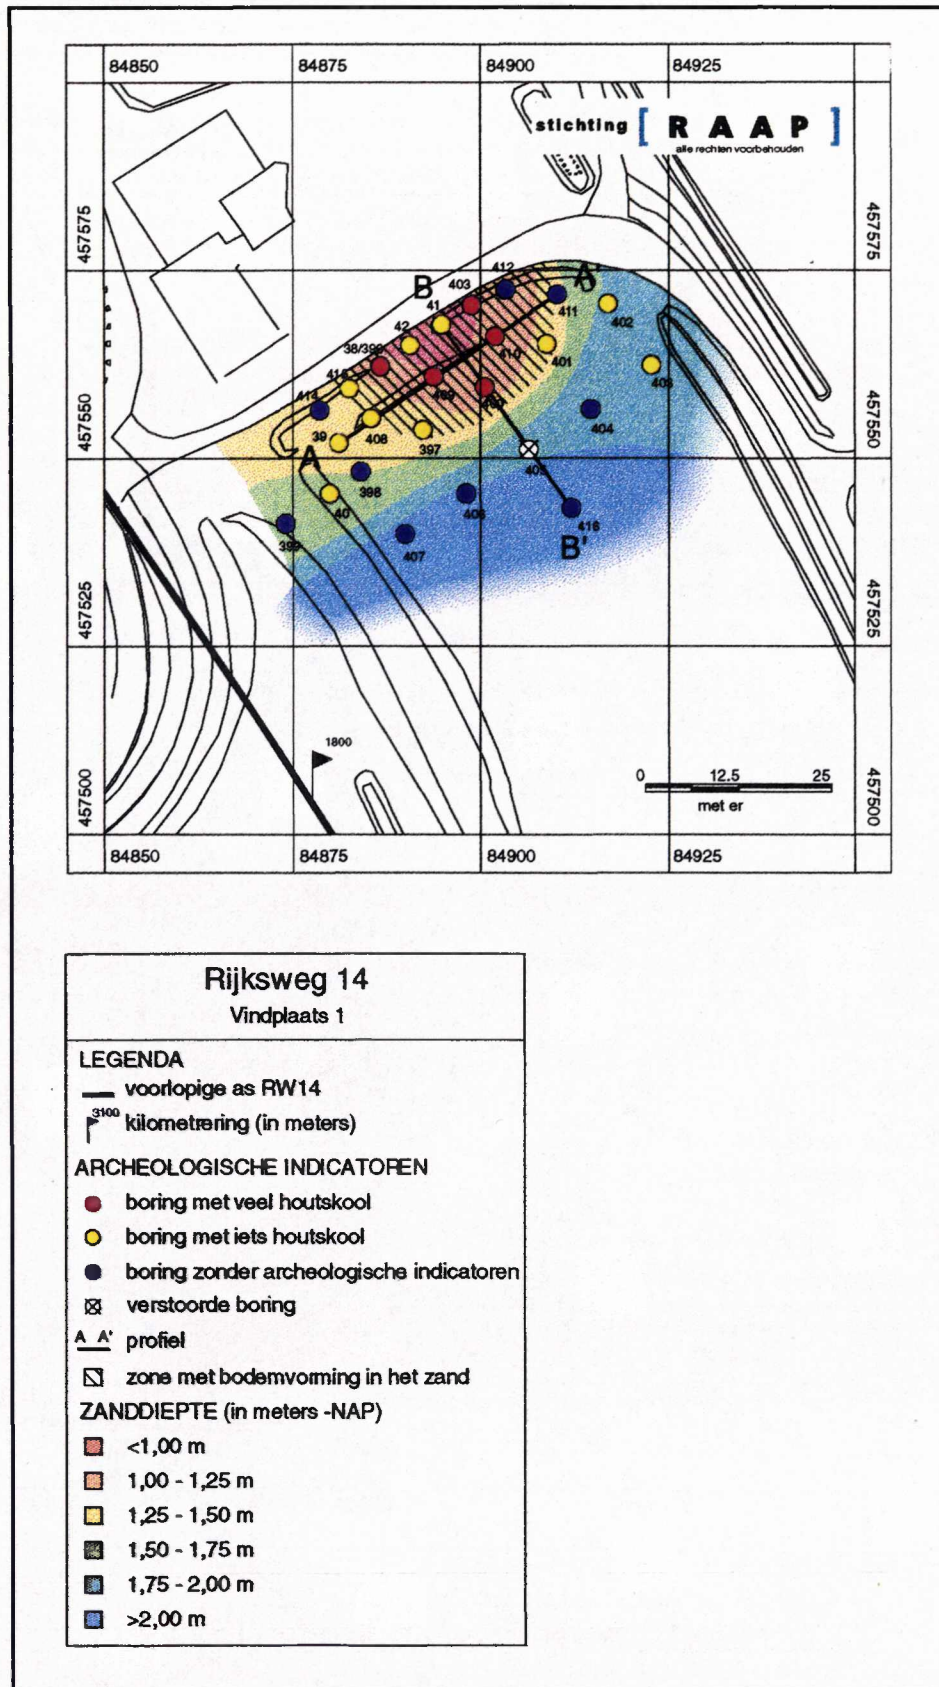 84850 84875 84900 84925
stichting [ R A A P ]
alle rechten voorbehouden
457575 457575
B 403 412 A'
41 411 402
42 410 401
38/396 409 403
415
414 404
457550 408 457550
39 397
A 405
398
40 406 416
399 407 B'
457525 457525
1800
0 12.5 25
met er
457500 457500
84850 84875 84900 84925
Rijksweg 14
Vindplaats 1
LEGENDA
voorlopige as RW14
3100 kilometrering (in meters)
ARCHEOLOGISCHE INDICATOREN
boring met veel houtskool
boring met iets houtskool
boring zonder archeologische indicatoren
verstoorde boring
A A' profiel
zone met bodemvorming in het zand
ZANDDIEPTE (in meters -NAP)
<1,00 m
1,00 - 1,25 m
1,25 - 1,50 m
1,50 - 1,75 m
1,75 - 2,00 m
>2,00 m